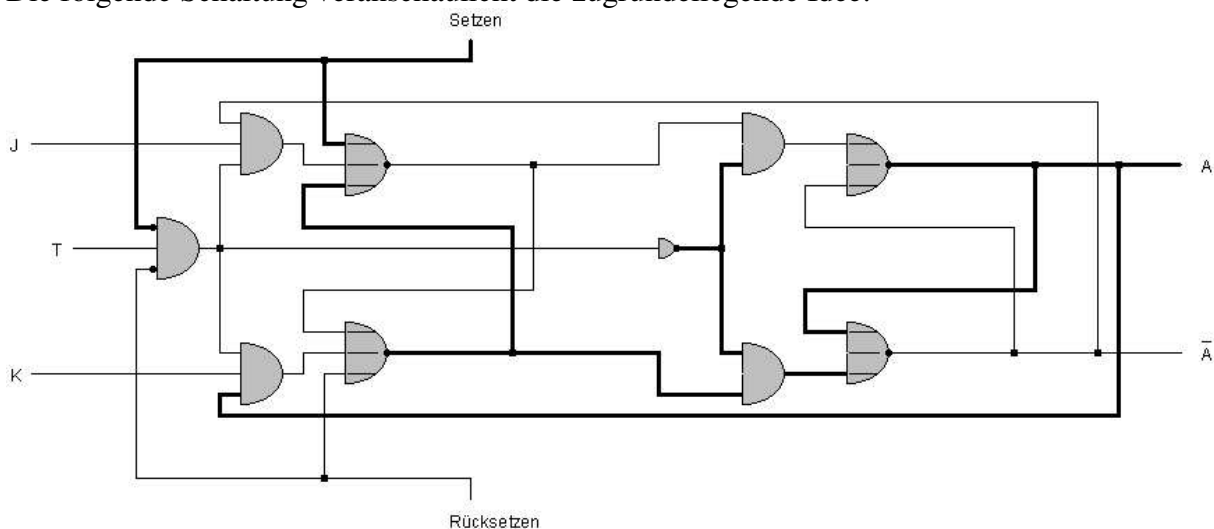 Die folgende Schaltung veranschaulicht die zugrundeliegende Idee:
Setzen
J
A
T
K
A̅
Rücksetzen